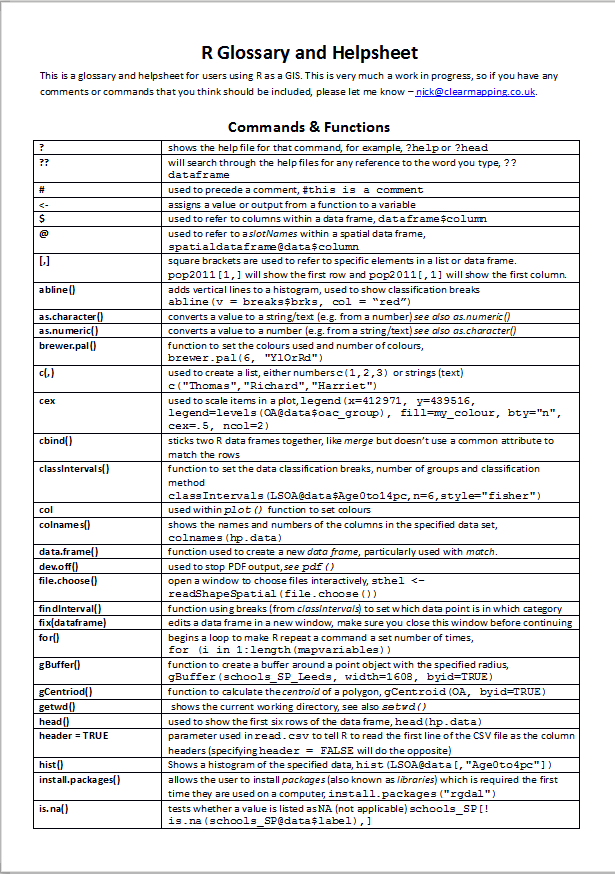 R Glossary and Helpsheet
This is a glossary and helpsheet for users using R as a GIS. This is very much a work in progress, so if you have any
comments or commands that you think should be included, please let me know – nick@clearmapping.co.uk.
Commands & Functions
? shows the help file for that command, for example, ?help or ?head
?? will search through the help files for any reference to the word you type, ??
dataframe
# used to precede a comment, #this is a comment
<- assigns a value or output from a function to a variable
$ used to refer to columns within a data frame, dataframe$column
@ used to refer to a slotNames within a spatial data frame,
spatialdataframe@data$column
[,] square brackets are used to refer to specific elements in a list or data frame.
pop2011[1,] will show the first row and pop2011[,1] will show the first column.
abline() adds vertical lines to a histogram, used to show classification breaks
abline(v = breaks$brks, col = “red”)
as.character() converts a value to a string/text (e.g. from a number) see also as.numeric()
as.numeric() converts a value to a number (e.g. from a string/text) see also as.character()
brewer.pal() function to set the colours used and number of colours,
brewer.pal(6, "YlOrRd")
c(,) used to create a list, either numbers c(1,2,3) or strings (text)
c("Thomas","Richard","Harriet")
cex used to scale items in a plot, legend(x=412971, y=439516,
legend=levels(OA@data$oac_group), fill=my_colour, bty="n",
cex=.5, ncol=2)
cbind() sticks two R data frames together, like merge but doesn’t use a common attribute to
match the rows
classIntervals() function to set the data classification breaks, number of groups and classification
method
classIntervals(LSOA@data$Age0to14pc,n=6,style="fisher")
col used within plot() function to set colours
colnames() shows the names and numbers of the columns in the specified data set,
colnames(hp.data)
data.frame() function used to create a new data frame, particularly used with match.
dev.off() used to stop PDF output, see pdf()
file.choose() open a window to choose files interactively, sthel <-
readShapeSpatial(file.choose())
findInterval() function using breaks (from classIntervals) to set which data point is in which category
fix(dataframe) edits a data frame in a new window, make sure you close this window before continuing
for() begins a loop to make R repeat a command a set number of times,
for (i in 1:length(mapvariables))
gBuffer() function to create a buffer around a point object with the specified radius,
gBuffer(schools_SP_Leeds, width=1608, byid=TRUE)
gCentriod() function to calculate the centroid of a polygon, gCentroid(OA, byid=TRUE)
getwd() shows the current working directory, see also setwd()
head() used to show the first six rows of the data frame, head(hp.data)
header = TRUE parameter used in read.csv to tell R to read the first line of the CSV file as the column
headers (specifying header = FALSE will do the opposite)
hist() Shows a histogram of the specified data, hist(LSOA@data[,"Age0to4pc"])
install.packages() allows the user to install packages (also known as libraries) which is required the first
time they are used on a computer, install.packages("rgdal")
is.na() tests whether a value is listed as NA (not applicable) schools_SP[!
is.na(schools_SP@data$label),]